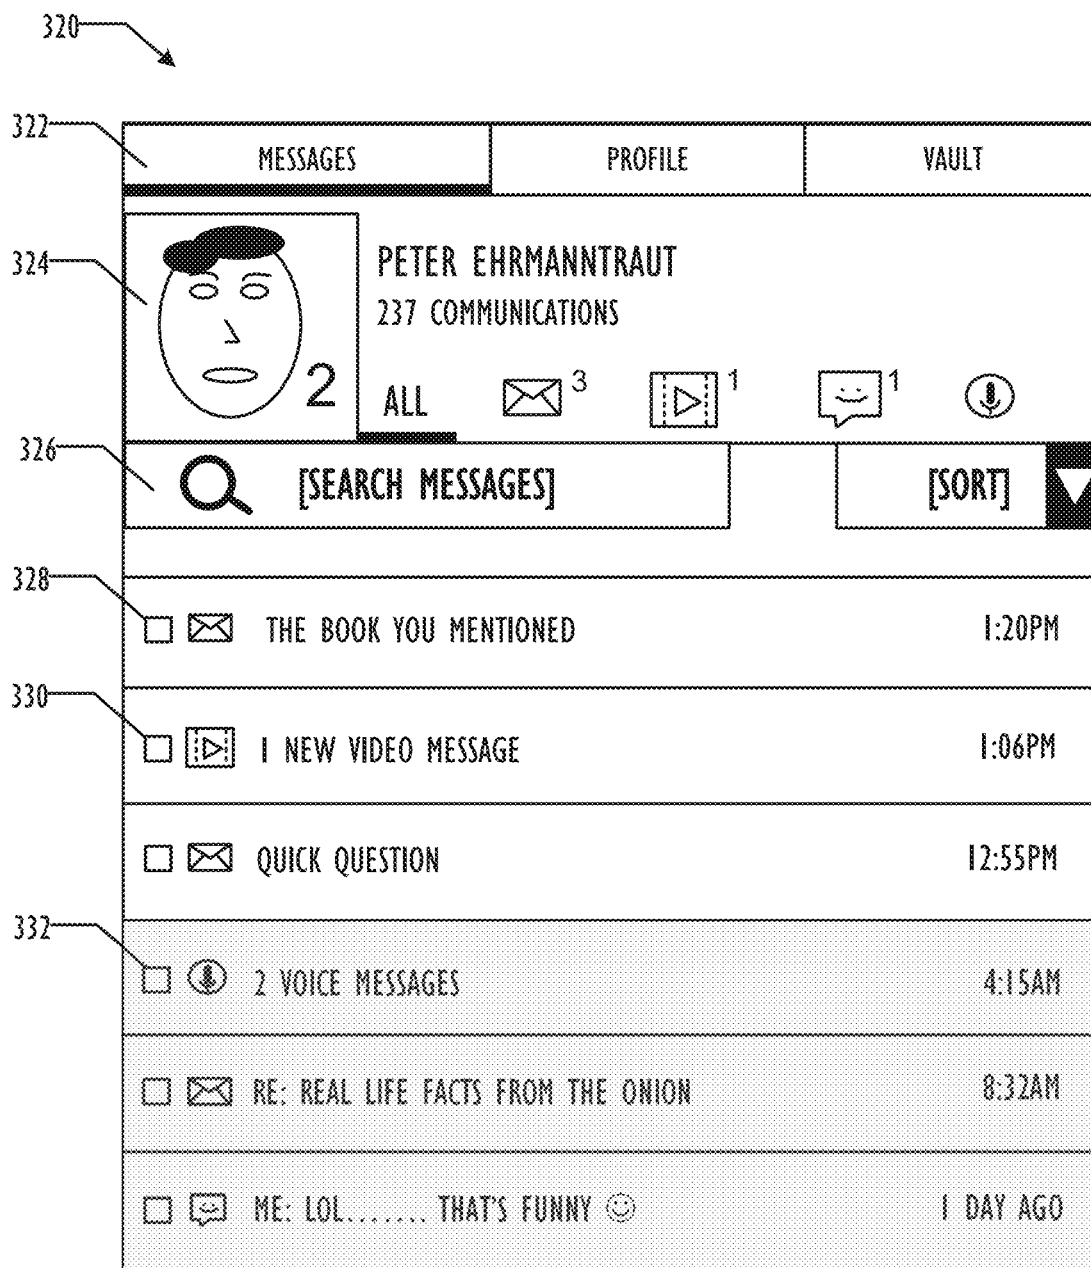 320
322
MESSAGES PROFILE VAULT
324
PETER EHRMANNTRAUT
237 COMMUNICATIONS
2
ALL 3 1 1
326
[SEARCH MESSAGES] [SORT]
328
THE BOOK YOU MENTIONED 1:20PM
330
1 NEW VIDEO MESSAGE 1:06PM
QUICK QUESTION 12:55PM
332
2 VOICE MESSAGES 4:15AM
RE: REAL LIFE FACTS FROM THE ONION 8:32AM
ME: LOL....... THAT'S FUNNY ☺ 1 DAY AGO